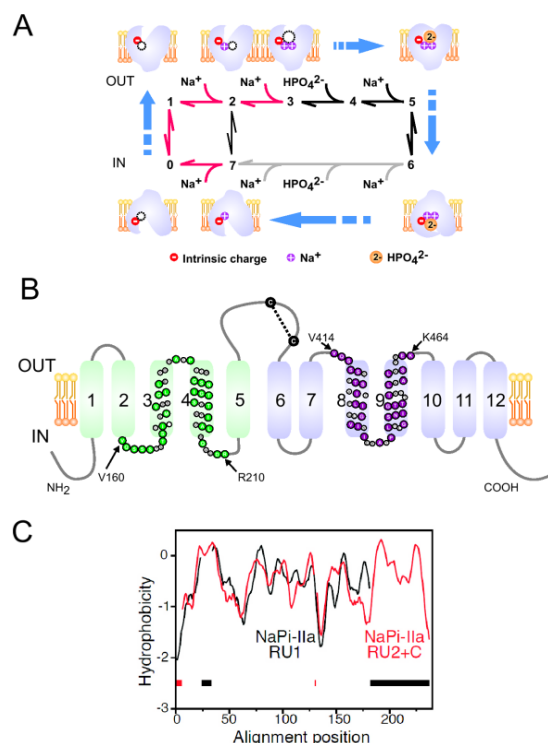 A
OUT
Na⁺ Na⁺ HPO₄²⁻ Na⁺
1 2 3 4 5
2-
IN
0 7 6
Na⁺ Na⁺ HPO₄²⁻ Na⁺
2-
Intrinsic charge Na⁺ 2- HPO₄²⁻
B
C
C
V414 K464
OUT
1 2 3 4 5 6 7 8 9 10 11 12
IN
NH₂ V160 R210 COOH
C
Hydrophobicity
0
-1
-2
-3
NaPi-IIa NaPi-IIa
RU1 RU2+C
0 50 100 150 200
Alignment position